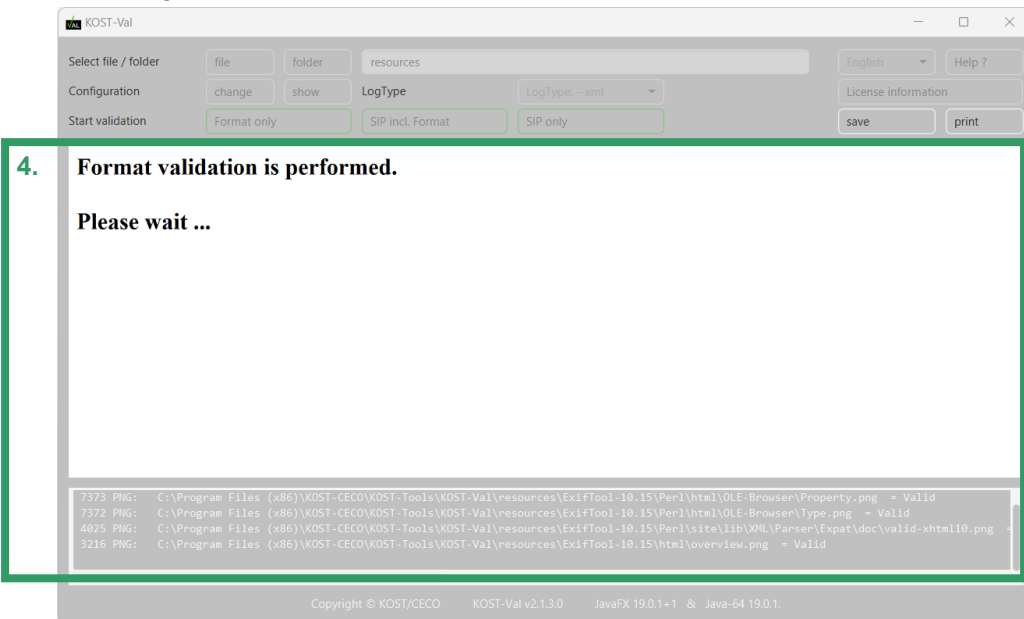 KOST-Val
Select file / folder file folder resources English Help ?
Configuration change show LogType LogType: --xml License information
Start validation Format only SIP incl. Format SIP only save print
4. Format validation is performed.
Please wait ...
7373 PNG: C:\Program Files (x86)\KOST-CECO\KOST-Tools\KOST-Val\resources\ExifTool-10.15\Perl\html\OLE-Browser\Property.png = Valid
7372 PNG: C:\Program Files (x86)\KOST-CECO\KOST-Tools\KOST-Val\resources\ExifTool-10.15\Perl\html\OLE-Browser\Type.png = Valid
4025 PNG: C:\Program Files (x86)\KOST-CECO\KOST-Tools\KOST-Val\resources\ExifTool-10.15\Perl\site\lib\XML\Parser\Expat\doc\valid-xhtml10.png =
3216 PNG: C:\Program Files (x86)\KOST-CECO\KOST-Tools\KOST-Val\resources\ExifTool-10.15\html\overview.png = Valid
Copyright © KOST/CECO KOST-Val v2.1.3.0 JavaFX 19.0.1+1 & Java-64 19.0.1.